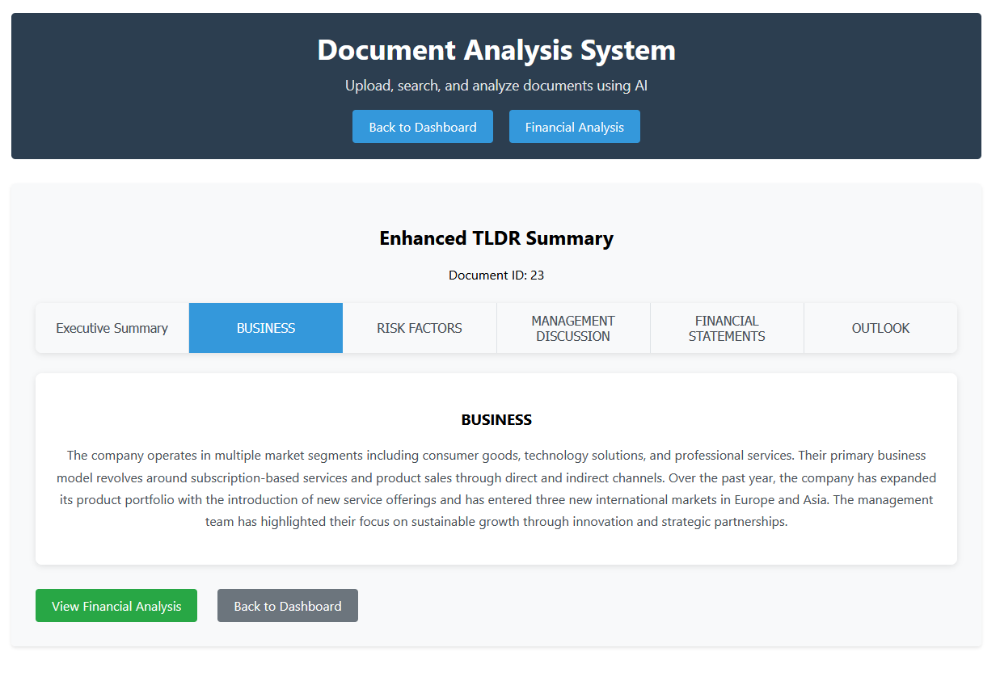 Document Analysis System
Upload, search, and analyze documents using AI
Back to Dashboard
Financial Analysis
Enhanced TLDR Summary
Document ID: 23
Executive Summary
BUSINESS
RISK FACTORS
MANAGEMENT
DISCUSSION
FINANCIAL
STATEMENTS
OUTLOOK
BUSINESS
The company operates in multiple market segments including consumer goods, technology solutions, and professional services. Their primary business
model revolves around subscription-based services and product sales through direct and indirect channels. Over the past year, the company has expanded
its product portfolio with the introduction of new service offerings and has entered three new international markets in Europe and Asia. The management
team has highlighted their focus on sustainable growth through innovation and strategic partnerships.
View Financial Analysis
Back to Dashboard